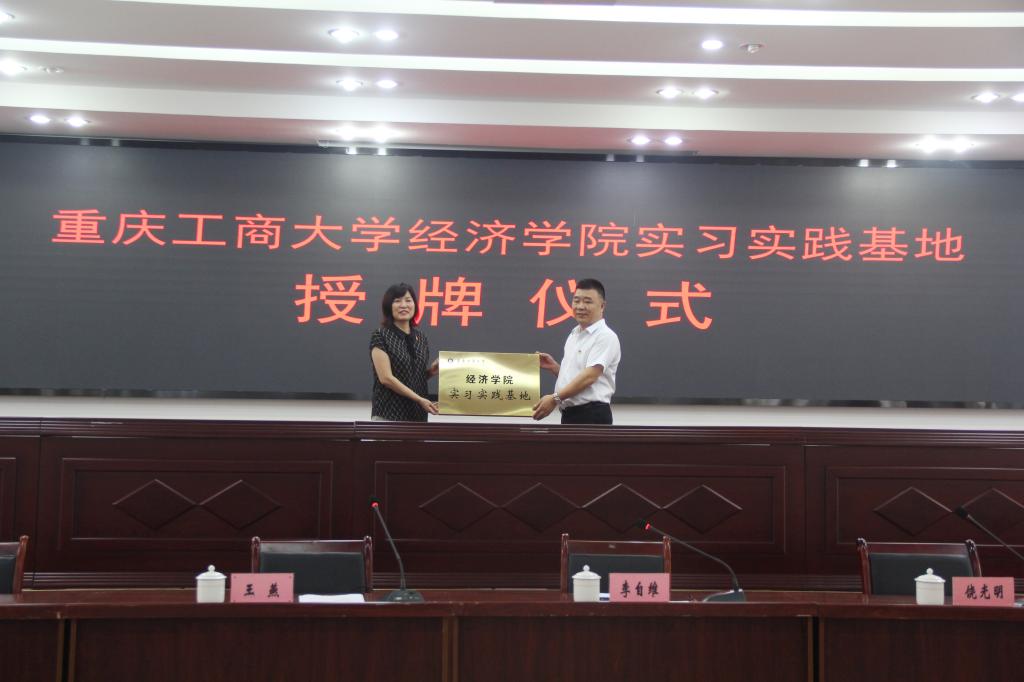 重庆工商大学经济学院实习实践基地
授牌仪式
经济学院
实习实践基地
王燕
李自维
饶光明